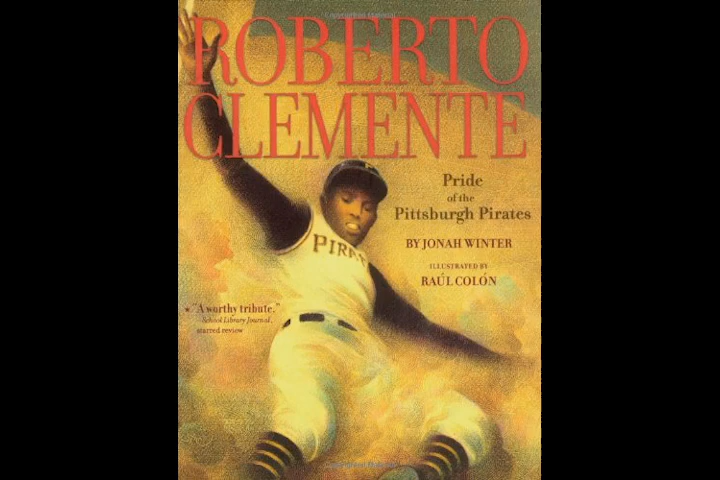 ROBERTO
CLEMENTE
Pride
of the
Pittsburgh Pirates
BY JONAH WINTER
ILLUSTRATED BY
RAÚL COLÓN
PIRA
"A worthy tribute."
School Library Journal,
starred review